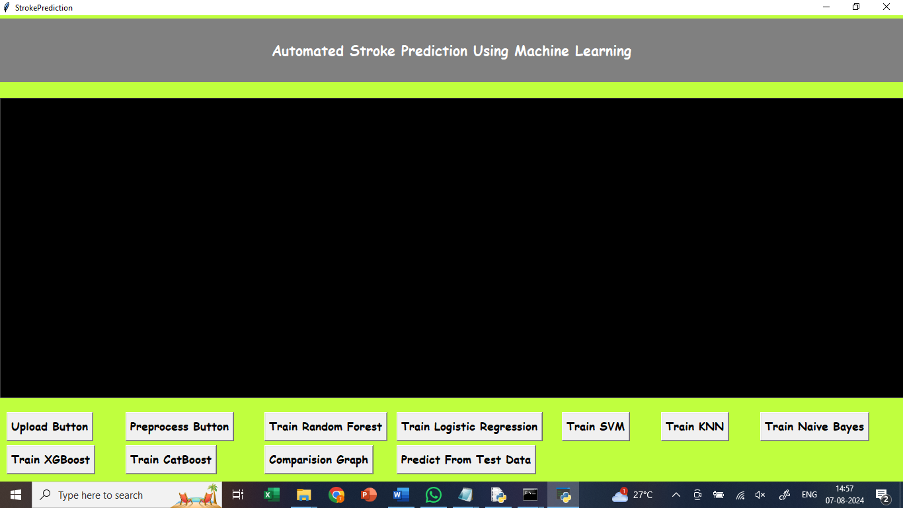 StrokePrediction
Automated Stroke Prediction Using Machine Learning
Upload Button Preprocess Button Train Random Forest Train Logistic Regression Train SVM Train KNN Train Naive Bayes
Train XGBoost Train CatBoost Comparision Graph Predict From Test Data
Type here to search 27°C ENG 14:57
07-08-2024 2